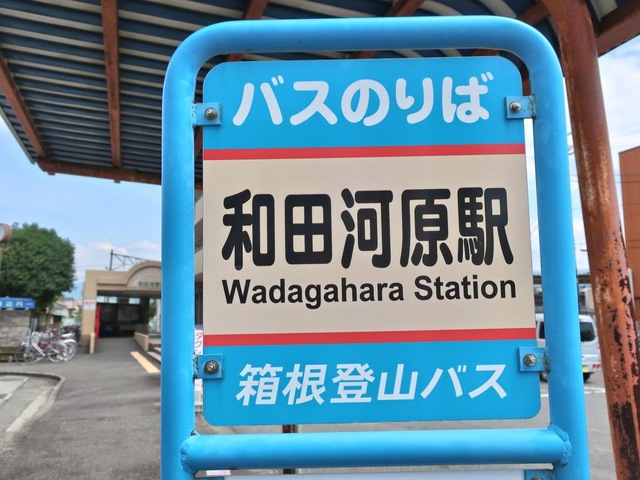 バスのりば
和田河原駅
Wadagahara Station
箱根登山バス